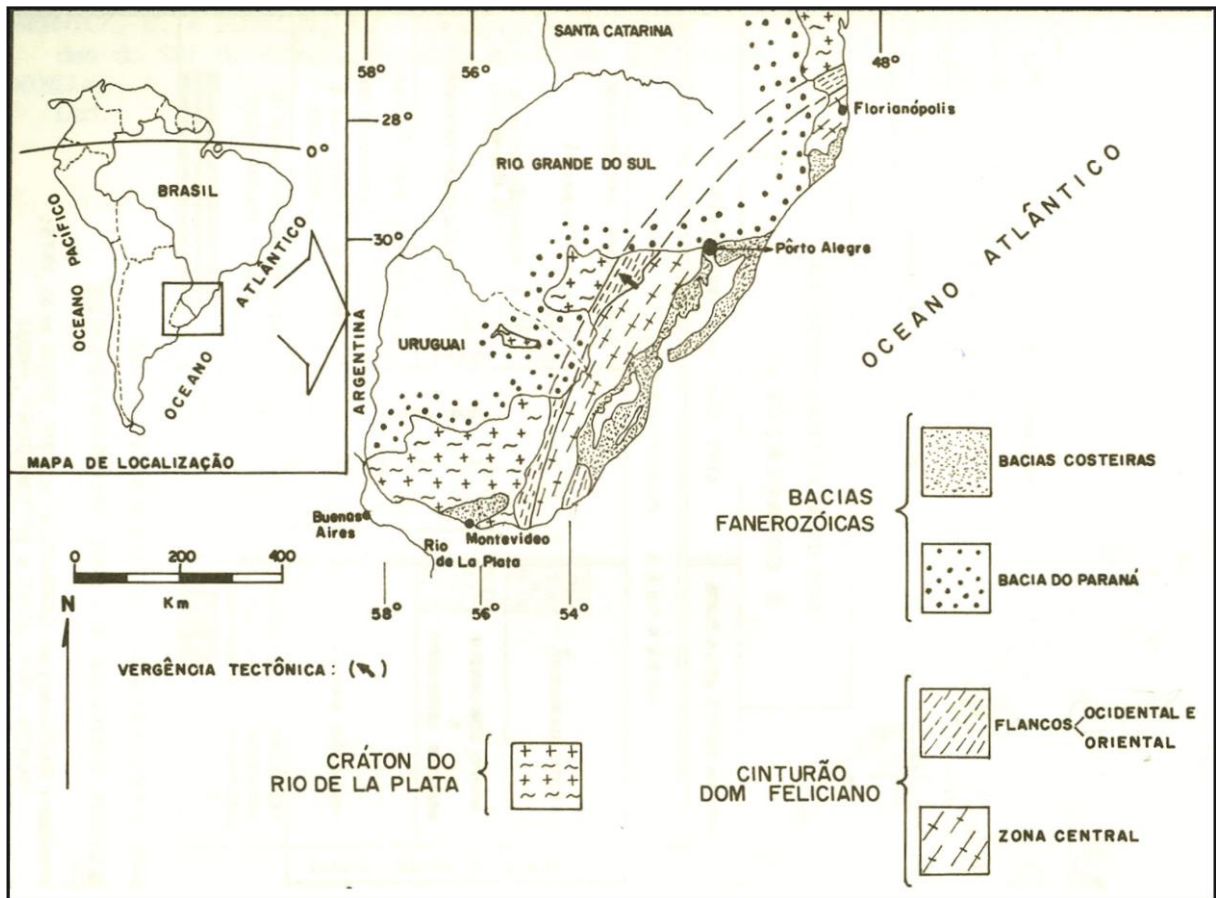 SANTA CATARINA
58°
56°
48°
Florianópolis
28°
0°
BRASIL
RIO GRANDE DO SUL
OCEANO PACÍFICO
ATLÂNTICO
OCEANO
OCEANO ATLÂNTICO
30°
Pôrto Alegre
ARGENTINA
URUGUAI
MAPA DE LOCALIZAÇÃO
Buenos
Aires
Montevideo
Rio
de La Plata
0 200 400
Km
58°
56°
54°
N
VERGÊNCIA TECTÔNICA: ( )
BACIAS
FANEROZÓICAS
BACIAS COSTEIRAS
BACIA DO PARANÁ
CRÁTON DO
RIO DE LA PLATA
CINTURÃO
DOM FELICIANO
FLANCOS
OCIDENTAL E
ORIENTAL
ZONA CENTRAL